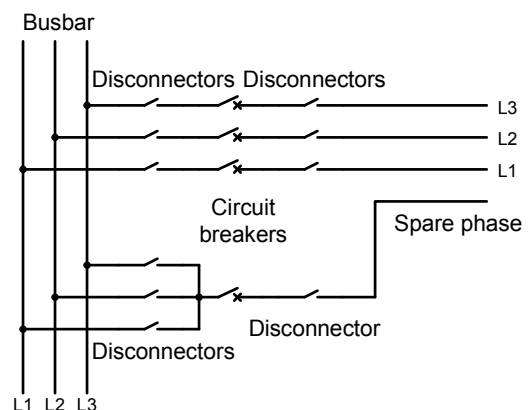 Busbar
Disconnectors Disconnectors
L3
L2
L1
Circuit
breakers
Spare phase
Disconnector
Disconnectors
L1 L2 L3